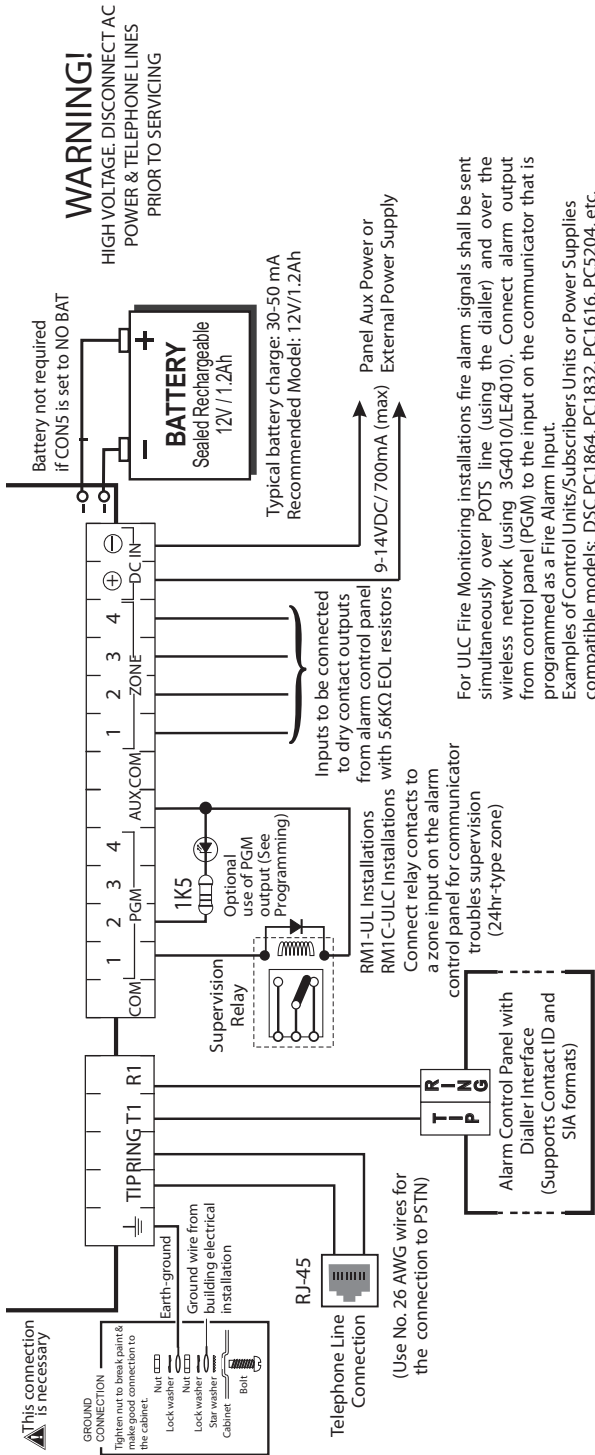 This connection
is necessary
GROUND
CONNECTION
Tighten nut to break paint &
make good connection to
the cabinet.
Nut
Lock washer
Nut
Lock washer
Star washer
Cabinet
Bolt
Earth-ground
Ground wire from
building electrical
installation
TIPRING T1 R1
RJ-45
Telephone Line
Connection
(Use No. 26 AWG wires for
the connection to PSTN)
T I P
R I N G
Alarm Control Panel with
Dialler Interface
(Supports Contact ID and
SIA formats)
COM 1 2 3 4 AUX COM 1 2 3 4 + −
PGM
ZONE
DC IN
Supervision
Relay
1K5
Optional
use of PGM
output (See
Programming)
RM1-UL Installations
RM1C-ULC Installations
Connect relay contacts to
a zone input on the alarm
control panel for communicator
troubles supervision
(24hr-type zone)
Inputs to be connected
to dry contact outputs
from alarm control panel
with 5.6KΩ EOL resistors
9-14VDC/ 700mA (max)
Panel Aux Power or
External Power Supply
Battery not required
if CON5 is set to NO BAT
− +
BATTERY
Sealed Rechargeable
12V / 1.2Ah
Typical battery charge: 30-50 mA
Recommended Model: 12V/1.2Ah
WARNING!
HIGH VOLTAGE. DISCONNECT AC
POWER & TELEPHONE LINES
PRIOR TO SERVICING
For ULC Fire Monitoring installations fire alarm signals shall be sent
simultaneously over POTS line (using the dialler) and over the
wireless network (using 3G4010/LE4010). Connect alarm output
from control panel (PGM) to the input on the communicator that is
programmed as a Fire Alarm Input.
Examples of Control Units/Subscribers Units or Power Supplies
compatible models: DSC PC1864, PC1832, PC1616, PC5204, etc.